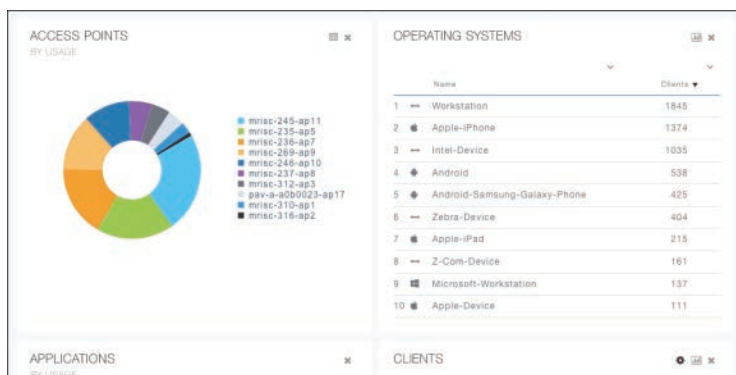 ACCESS POINTS
BY USAGE
mrisc-245-ap11
mrisc-235-ap5
mrisc-236-ap7
mrisc-269-ap9
mrisc-246-ap10
mrisc-237-ap8
mrisc-312-ap3
pav-a-a0b0023-ap17
mrisc-310-ap1
mrisc-316-ap2
OPERATING SYSTEMS
Name Clients
1 Workstation 1845
2 Apple-iPhone 1374
3 Intel-Device 1035
4 Android 538
5 Android-Samsung-Galaxy-Phone 425
6 Zebra-Device 404
7 Apple-iPad 215
8 Z-Com-Device 161
9 Microsoft-Workstation 137
10 Apple-Device 111
APPLICATIONS
BY USAGE
CLIENTS